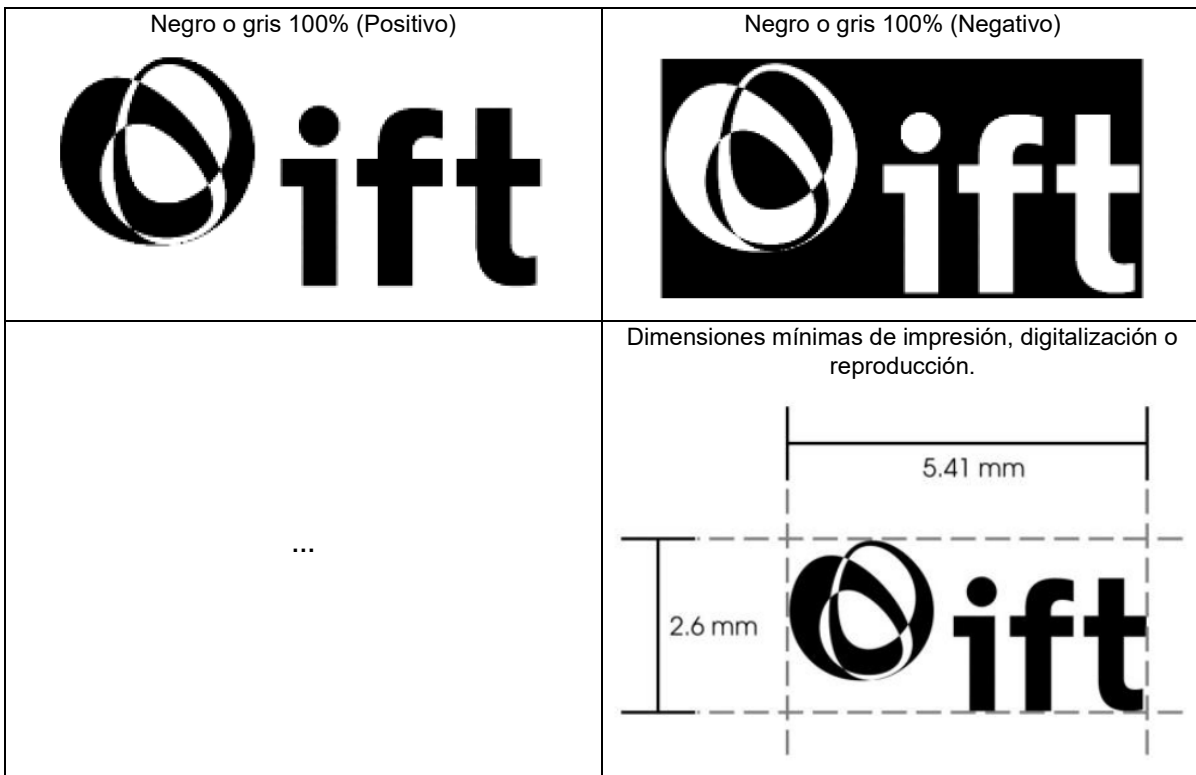 Negro o gris 100% (Positivo)
ift
Negro o gris 100% (Negativo)
ift
...
Dimensiones mínimas de impresión, digitalización o
reproducción.
5.41 mm
2.6 mm
ift